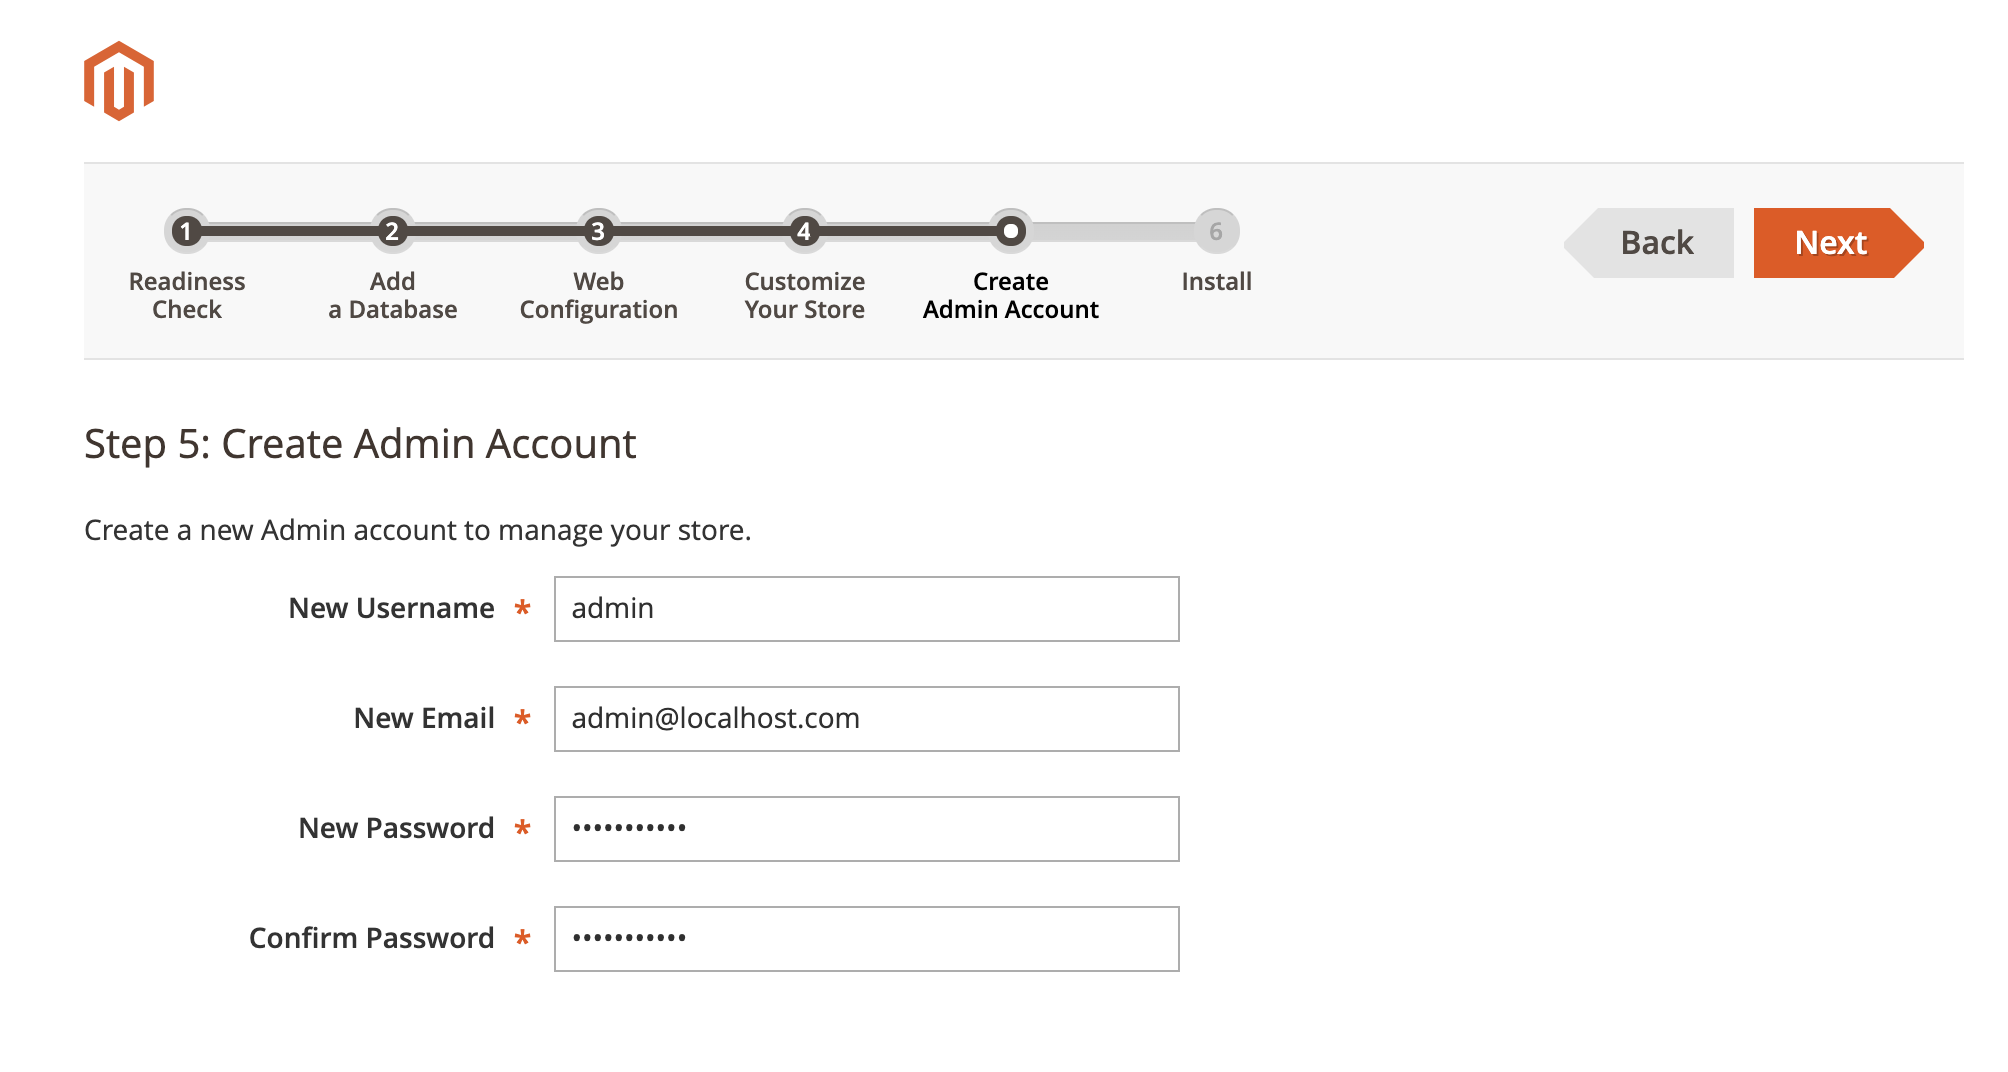 1 2 3 4 6
Readiness Check
Add a Database
Web Configuration
Customize Your Store
Create Admin Account
Install
Back
Next
Step 5: Create Admin Account
Create a new Admin account to manage your store.
New Username * admin
New Email * admin@localhost.com
New Password * •••••••••••
Confirm Password * •••••••••••